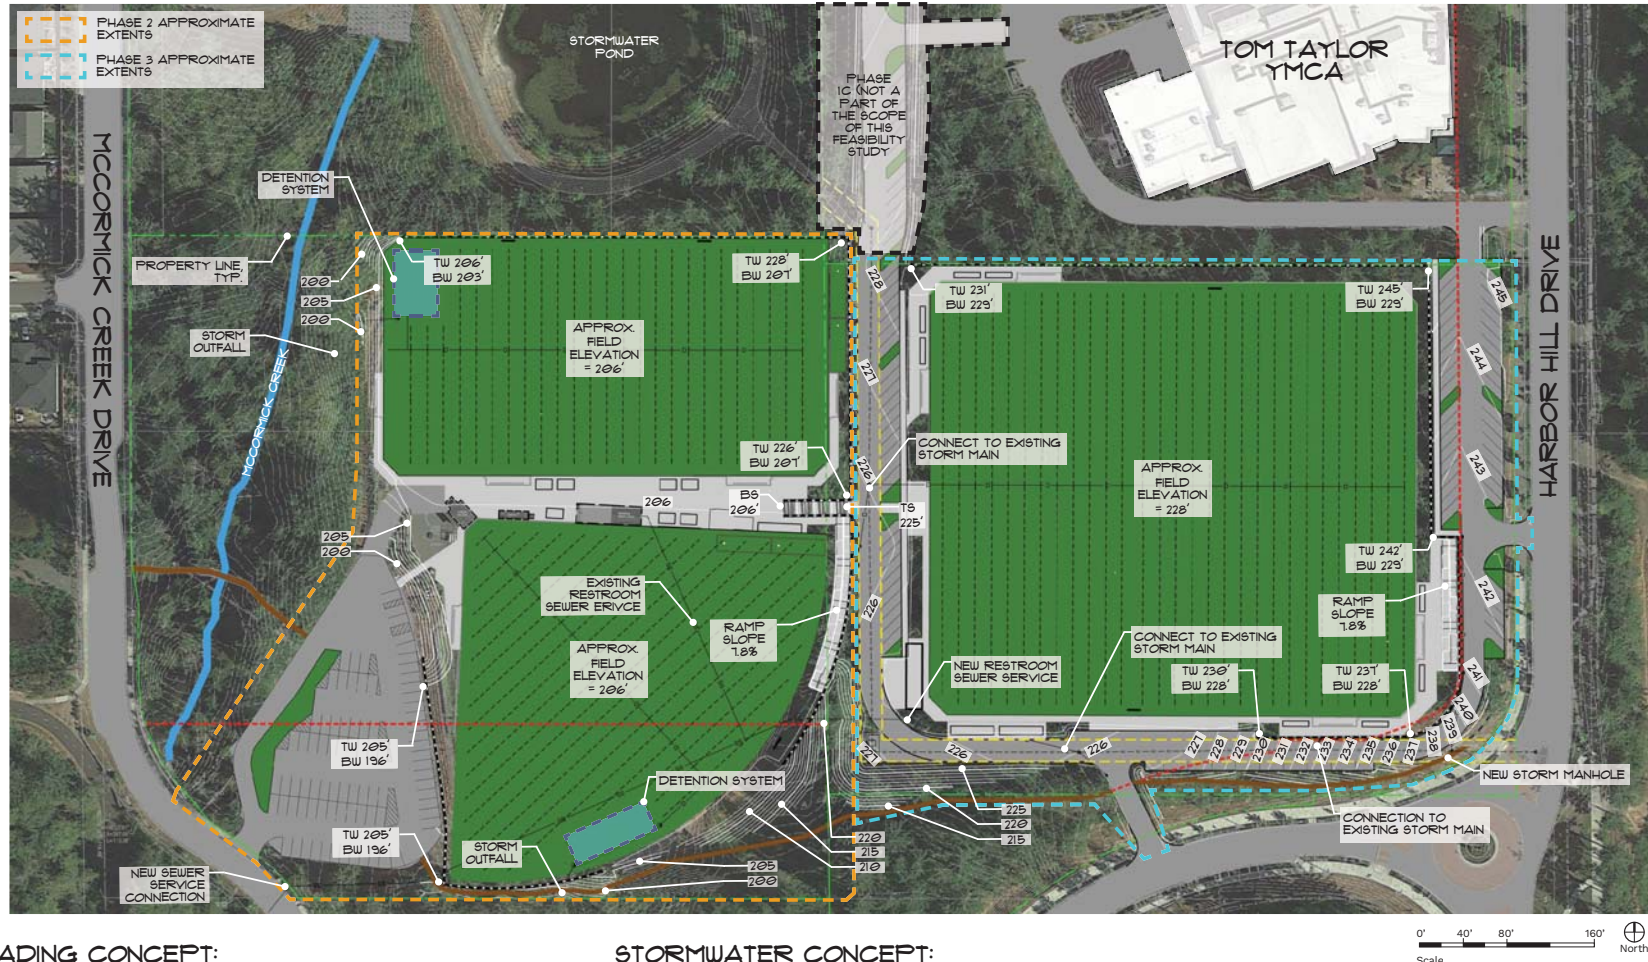 PHASE 2 APPROXIMATE
EXTENTS
PHASE 3 APPROXIMATE
EXTENTS
STORMWATER
POND
PHASE
1C (NOT A
PART OF
THE SCOPE
OF THIS
FEASIBILITY
STUDY
TOM TAYLOR
YMCA
MCCORMICK CREEK DRIVE
DETENTION
SYSTEM
PROPERTY LINE,
TYP.
200
205
200
STORM
OUTFALL
MCCORMICK CREEK
TW 206'
BW 203'
TW 228'
BW 207'
APPROX.
FIELD
ELEVATION
= 206'
228
TW 231'
BW 229'
TW 245'
BW 229'
245
HARBOR HILL DRIVE
227
244
TW 226'
BW 207'
226
CONNECT TO EXISTING
STORM MAIN
243
APPROX.
FIELD
ELEVATION
= 228'
206
BS
206'
TS
225'
205
200
TW 242'
BW 229'
EXISTING
RESTROOM
SEWER ERIVCE
RAMP
SLOPE
7.8%
226
RAMP
SLOPE
7.8%
242
APPROX.
FIELD
ELEVATION
= 206'
CONNECT TO EXISTING
STORM MAIN
NEW RESTROOM
SEWER SERVICE
TW 230'
BW 228'
TW 237'
BW 228'
241
240
239
238
TW 205'
BW 196'
227
226
226
227
228
229
230
231
232
233
234
235
236
237
DETENTION SYSTEM
NEW STORM MANHOLE
225
220
215
CONNECTION TO
EXISTING STORM MAIN
TW 205'
BW 196'
STORM
OUTFALL
220
215
210
205
200
NEW SEWER
SERVICE
CONNECTION
ADING CONCEPT:
STORMWATER CONCEPT:
0' 40' 80' 160'
Scale
North